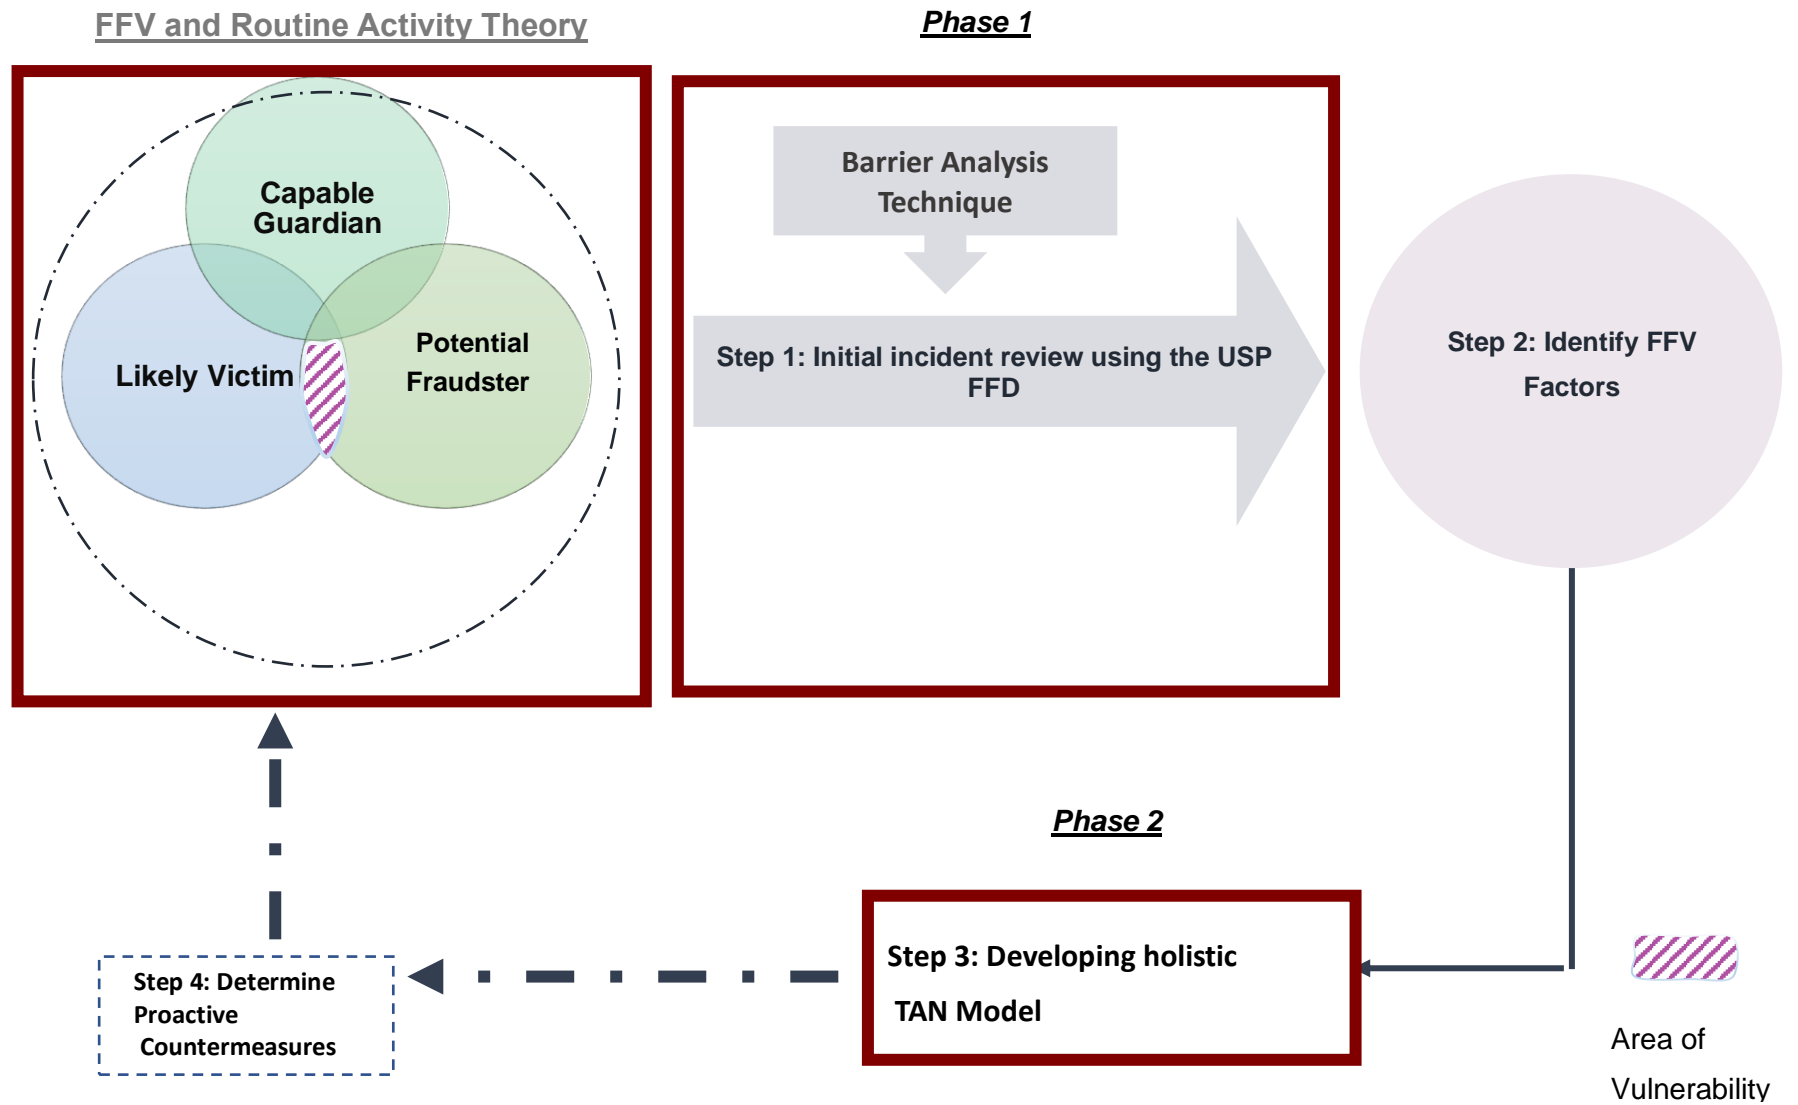 FFV and Routine Activity Theory
Phase 1
Capable
Guardian
Likely Victim
Potential
Fraudster
Barrier Analysis
Technique
Step 1: Initial incident review using the USP
FFD
Step 2: Identify FFV
Factors
Phase 2
Step 3: Developing holistic
TAN Model
Step 4: Determine
Proactive
Countermeasures
Area of
Vulnerability